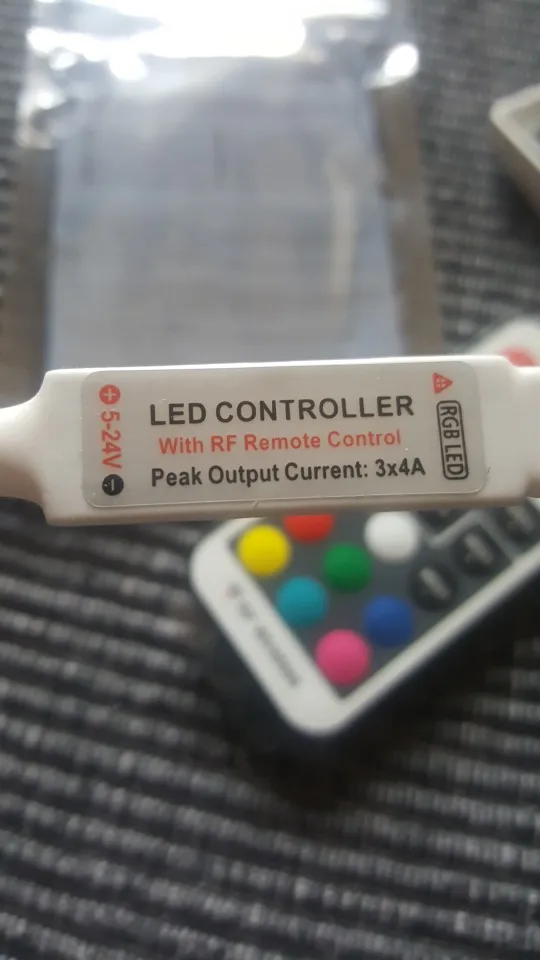 5-24V
LED CONTROLLER
With RF Remote Control
Peak Output Current: 3x4A
RGB LED